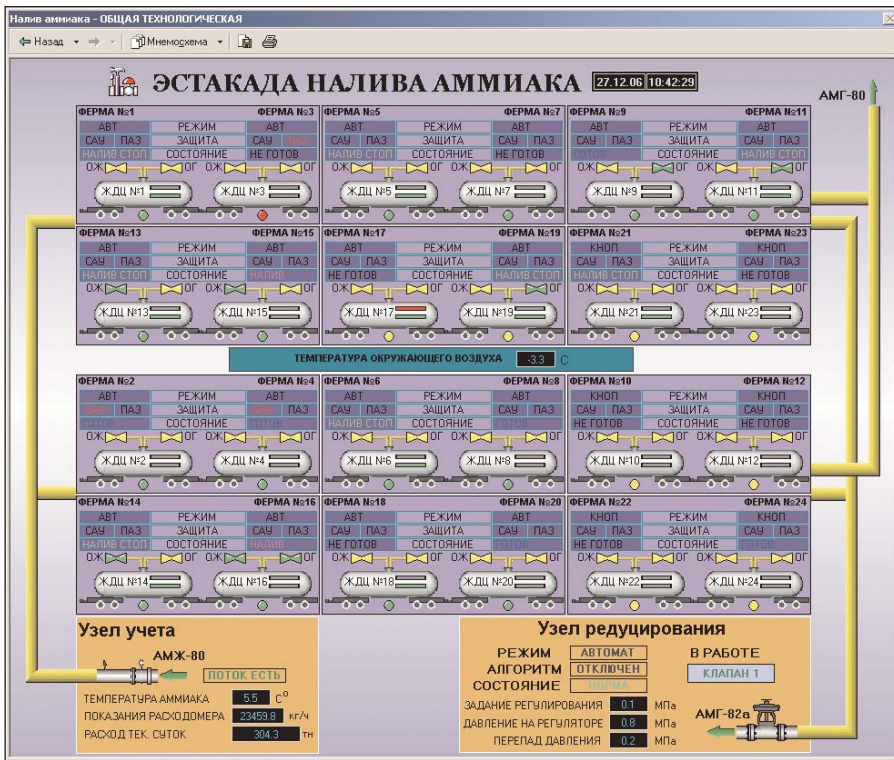 Налив аммиака - ОБЩАЯ ТЕХНОЛОГИЧЕСКАЯ
Назад Мнемосхема
ЭСТАКАДА НАЛИВА АММИАКА 27.12.06 10:42:29
АМГ-80
ФЕРМА №1 ФЕРМА №3 ФЕРМА №5 ФЕРМА №7 ФЕРМА №9 ФЕРМА №11
АВТ РЕЖИМ АВТ АВТ РЕЖИМ АВТ АВТ РЕЖИМ АВТ
САУ ПАЗ ЗАЩИТА САУ ПАЗ САУ ПАЗ ЗАЩИТА САУ ПАЗ САУ ПАЗ ЗАЩИТА САУ ПАЗ
НАЛИВ СТОП СОСТОЯНИЕ НЕ ГОТОВ НАЛИВ СТОП СОСТОЯНИЕ НЕ ГОТОВ ГОТОВ СОСТОЯНИЕ НАЛИВ СТОП
ОЖ ОГ ОЖ ОГ ОЖ ОГ ОЖ ОГ ОЖ ОГ ОЖ ОГ
ЖДЦ №1 ЖДЦ №3 ЖДЦ №5 ЖДЦ №7 ЖДЦ №9 ЖДЦ №11
ФЕРМА №13 ФЕРМА №15 ФЕРМА №17 ФЕРМА №19 ФЕРМА №21 ФЕРМА №23
АВТ РЕЖИМ АВТ АВТ РЕЖИМ АВТ КНОП РЕЖИМ КНОП
САУ ПАЗ ЗАЩИТА САУ ПАЗ САУ ПАЗ ЗАЩИТА САУ ПАЗ САУ ПАЗ ЗАЩИТА САУ ПАЗ
НАЛИВ СТОП СОСТОЯНИЕ НАЛИВ НЕ ГОТОВ СОСТОЯНИЕ НАЛИВ СТОП НАЛИВ СТОП СОСТОЯНИЕ НЕ ГОТОВ
ОЖ ОГ ОЖ ОГ ОЖ ОГ ОЖ ОГ ОЖ ОГ ОЖ ОГ
ЖДЦ №13 ЖДЦ №15 ЖДЦ №17 ЖДЦ №19 ЖДЦ №21 ЖДЦ №23
ТЕМПЕРАТУРА ОКРУЖАЮЩЕГО ВОЗДУХА -3.3 С
ФЕРМА №2 ФЕРМА №4 ФЕРМА №6 ФЕРМА №8 ФЕРМА №10 ФЕРМА №12
АВТ РЕЖИМ АВТ АВТ РЕЖИМ АВТ КНОП РЕЖИМ КНОП
САУ ПАЗ ЗАЩИТА САУ ПАЗ САУ ПАЗ ЗАЩИТА САУ ПАЗ САУ ПАЗ ЗАЩИТА САУ ПАЗ
ГОТОВ СОСТОЯНИЕ ГОТОВ НАЛИВ СТОП СОСТОЯНИЕ ГОТОВ НЕ ГОТОВ СОСТОЯНИЕ НЕ ГОТОВ
ОЖ ОГ ОЖ ОГ ОЖ ОГ ОЖ ОГ ОЖ ОГ ОЖ ОГ
ЖДЦ №2 ЖДЦ №4 ЖДЦ №6 ЖДЦ №8 ЖДЦ №10 ЖДЦ №12
ФЕРМА №14 ФЕРМА №16 ФЕРМА №18 ФЕРМА №20 ФЕРМА №22 ФЕРМА №24
АВТ РЕЖИМ АВТ АВТ РЕЖИМ АВТ КНОП РЕЖИМ КНОП
САУ ПАЗ ЗАЩИТА САУ ПАЗ САУ ПАЗ ЗАЩИТА САУ ПАЗ САУ ПАЗ ЗАЩИТА САУ ПАЗ
НАЛИВ СТОП СОСТОЯНИЕ НАЛИВ НЕ ГОТОВ СОСТОЯНИЕ ГОТОВ НЕ ГОТОВ СОСТОЯНИЕ ГОТОВ
ОЖ ОГ ОЖ ОГ ОЖ ОГ ОЖ ОГ ОЖ ОГ ОЖ ОГ
ЖДЦ №14 ЖДЦ №16 ЖДЦ №18 ЖДЦ №20 ЖДЦ №22 ЖДЦ №24
Узел учета
АМЖ-80
ПОТОК ЕСТЬ
ТЕМПЕРАТУРА АММИАКА 5.5 С°
ПОКАЗАНИЯ РАСХОДОМЕРА 23459.8 кг/ч
РАСХОД ТЕК. СУТОК 304.3 тн
Узел редуцирования
РЕЖИМ АВТОМАТ В РАБОТЕ
АЛГОРИТМ ОТКЛЮЧЕН КЛАПАН 1
СОСТОЯНИЕ НОРМА
ЗАДАНИЕ РЕГУЛИРОВАНИЯ 0.1 МПа
ДАВЛЕНИЕ НА РЕГУЛЯТОРЕ 0.8 МПа АМГ-82а
ПЕРЕПАД ДАВЛЕНИЯ 0.2 МПа